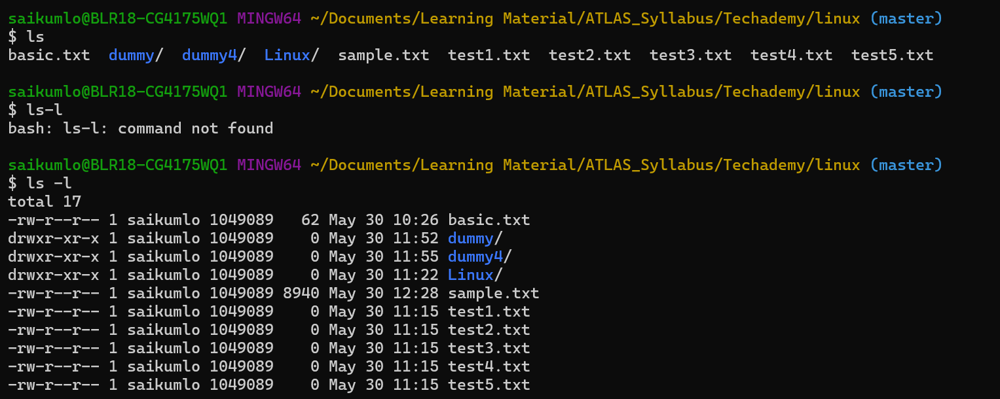 saikumlo@BLR18-CG4175WQ1 MINGW64 ~/Documents/Learning Material/ATLAS_Syllabus/Techademy/linux (master)
$ ls
basic.txt  dummy/  dummy4/  Linux/  sample.txt  test1.txt  test2.txt  test3.txt  test4.txt  test5.txt
saikumlo@BLR18-CG4175WQ1 MINGW64 ~/Documents/Learning Material/ATLAS_Syllabus/Techademy/linux (master)
$ ls-l
bash: ls-l: command not found
saikumlo@BLR18-CG4175WQ1 MINGW64 ~/Documents/Learning Material/ATLAS_Syllabus/Techademy/linux (master)
$ ls -l
total 17
-rw-r--r-- 1 saikumlo 1049089   62 May 30 10:26 basic.txt
drwxr-xr-x 1 saikumlo 1049089    0 May 30 11:52 dummy/
drwxr-xr-x 1 saikumlo 1049089    0 May 30 11:55 dummy4/
drwxr-xr-x 1 saikumlo 1049089    0 May 30 11:22 Linux/
-rw-r--r-- 1 saikumlo 1049089 8940 May 30 12:28 sample.txt
-rw-r--r-- 1 saikumlo 1049089    0 May 30 11:15 test1.txt
-rw-r--r-- 1 saikumlo 1049089    0 May 30 11:15 test2.txt
-rw-r--r-- 1 saikumlo 1049089    0 May 30 11:15 test3.txt
-rw-r--r-- 1 saikumlo 1049089    0 May 30 11:15 test4.txt
-rw-r--r-- 1 saikumlo 1049089    0 May 30 11:15 test5.txt